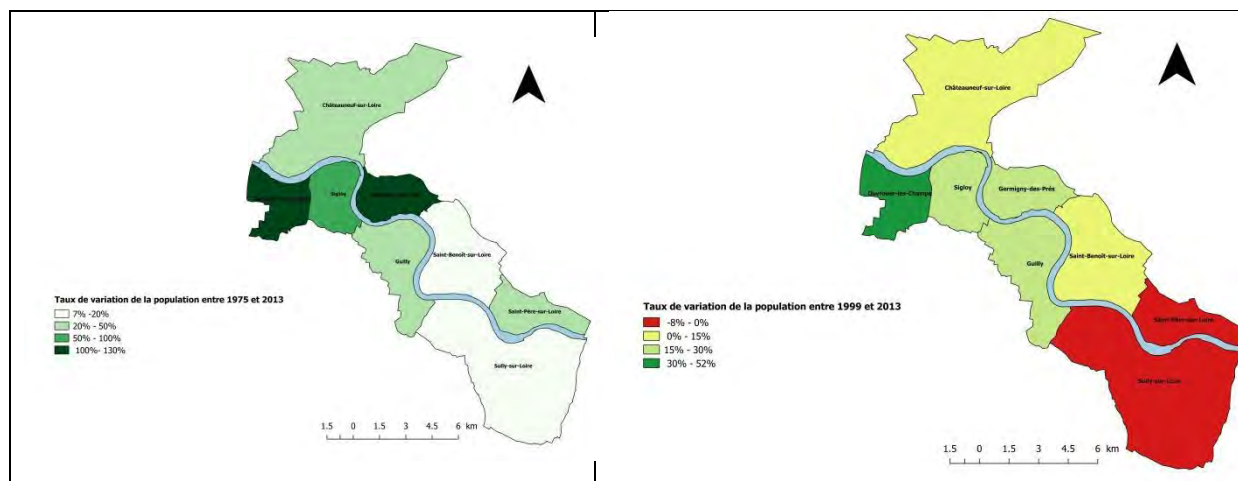 Châteauneuf-sur-Loire
Sigloy
Guilly
Saint-Benoît-sur-Loire
Saint-Père-sur-Loire
Sully-sur-Loire
Taux de variation de la population entre 1975 et 2013
7% -20%
20% - 50%
50% - 100%
100%- 130%
1.5 0 1.5 3 4.5 6 km
Châteauneuf-sur-Loire
Ouvrouer-les-Champs
Sigloy
Germigny-des-Prés
Guilly
Saint-Benoît-sur-Loire
Saint-Père-sur-Loire
Sully-sur-Loire
Taux de variation de la population entre 1999 et 2013
-8% - 0%
0% - 15%
15% - 30%
30% - 52%
1.5 0 1.5 3 4.5 6 km